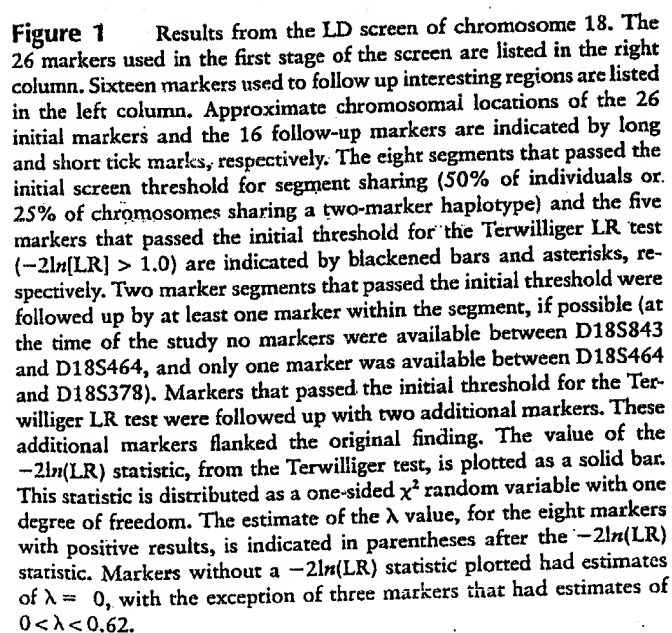 Figure 1 Results from the LD screen of chromosome 18. The
26 markers used in the first stage of the screen are listed in the right
column. Sixteen markers used to follow up interesting regions are listed
in the left column. Approximate chromosomal locations of the 26
initial markers and the 16 follow-up markers are indicated by long
and short tick marks, respectively. The eight segments that passed the
initial screen threshold for segment sharing (50% of individuals or
25% of chromosomes sharing a two-marker haplotype) and the five
markers that passed the initial threshold for the Terwilliger LR test
(−2ln[LR] > 1.0) are indicated by blackened bars and asterisks, re-
spectively. Two marker segments that passed the initial threshold were
followed up by at least one marker within the segment, if possible (at
the time of the study no markers were available between D18S843
and D18S464, and only one marker was available between D18S464
and D18S378). Markers that passed the initial threshold for the Ter-
williger LR test were followed up with two additional markers. These
additional markers flanked the original finding. The value of the
−2ln(LR) statistic, from the Terwilliger test, is plotted as a solid bar.
This statistic is distributed as a one-sided χ² random variable with one
degree of freedom. The estimate of the λ value, for the eight markers
with positive results, is indicated in parentheses after the −2ln(LR)
statistic. Markers without a −2ln(LR) statistic plotted had estimates
of λ = 0, with the exception of three markers that had estimates of
0<λ<0.62.